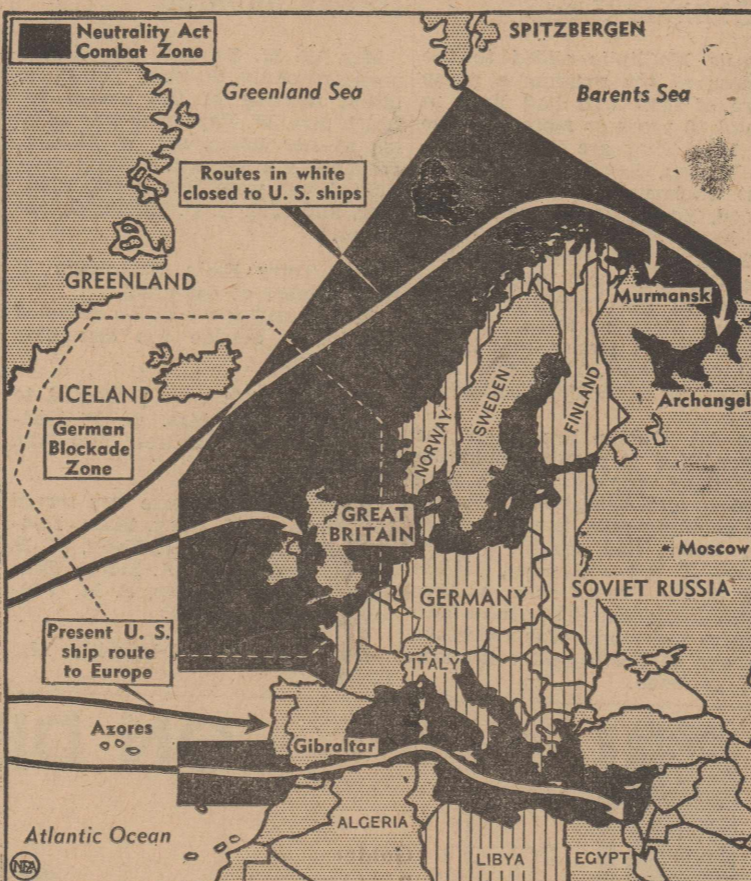 Neutrality Act
Combat Zone
SPITZBERGEN
Greenland Sea
Barents Sea
Routes in white
closed to U. S. ships
GREENLAND
Murmansk
ICELAND
Archangel
German
Blockade
Zone
NORWAY
SWEDEN
FINLAND
GREAT
BRITAIN
Moscow
GERMANY
SOVIET RUSSIA
Present U. S.
ship route
to Europe
ITALY
Azores
Gibraltar
Atlantic Ocean
ALGERIA
LIBYA
EGYPT
NEA